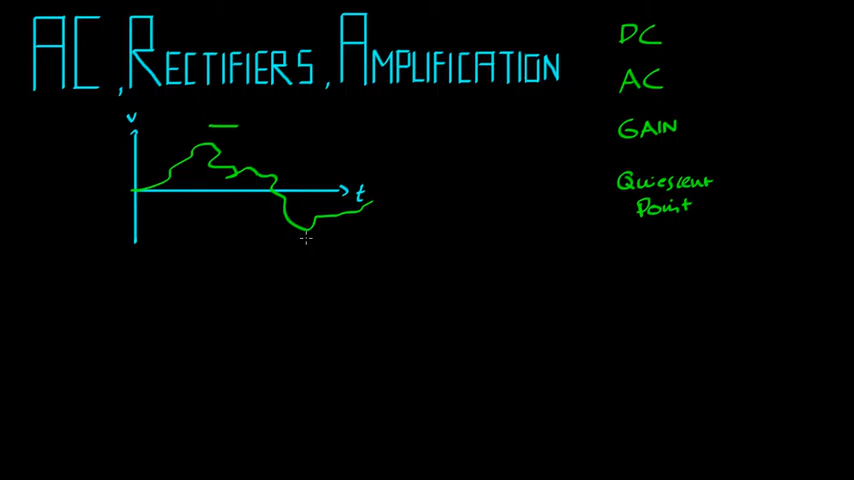 AC, RECTIFIERS, AMPLIFICATION
DC
AC
GAIN
Quiescent
Point
V
t